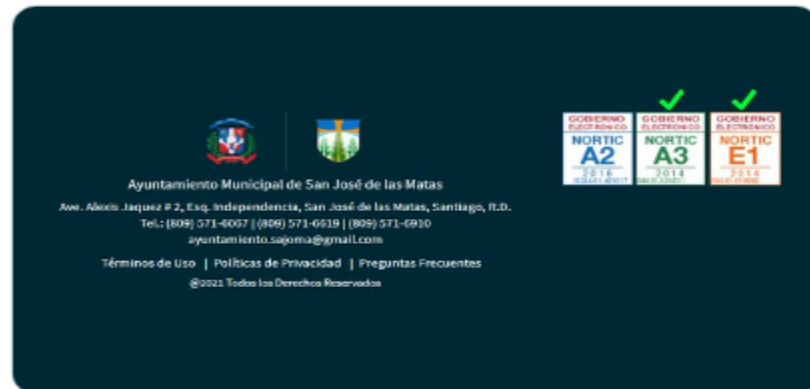 Ayuntamiento Municipal de San José de las Matas
Ave. Alexis Jaquez # 2, Esq. Independencia, San José de las Matas, Santiago, R.D.
Tel.: (809) 571-6067 | (809) 571-6619 | (809) 571-6910
ayuntamiento.sajoma@gmail.com
Términos de Uso | Políticas de Privacidad | Preguntas Frecuentes
@2021 Todos los Derechos Reservados
GOBIERNO
ELECTRONICO
NORTIC
A2
2016
GOBIERNO
ELECTRONICO
NORTIC
A3
2014
GOBIERNO
ELECTRONICO
NORTIC
E1
2014